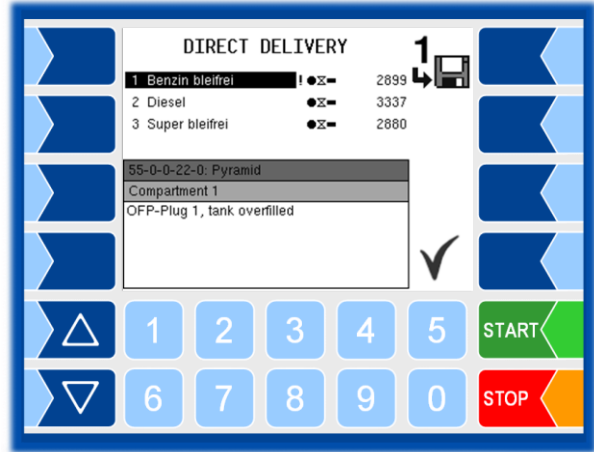 DIRECT DELIVERY
1
1 Benzin bleifrei ! 2899
2 Diesel 3337
3 Super bleifrei 2880
55-0-0-22-0: Pyramid
Compartment 1
OFP-Plug 1, tank overfilled
1 2 3 4 5 START
6 7 8 9 0 STOP